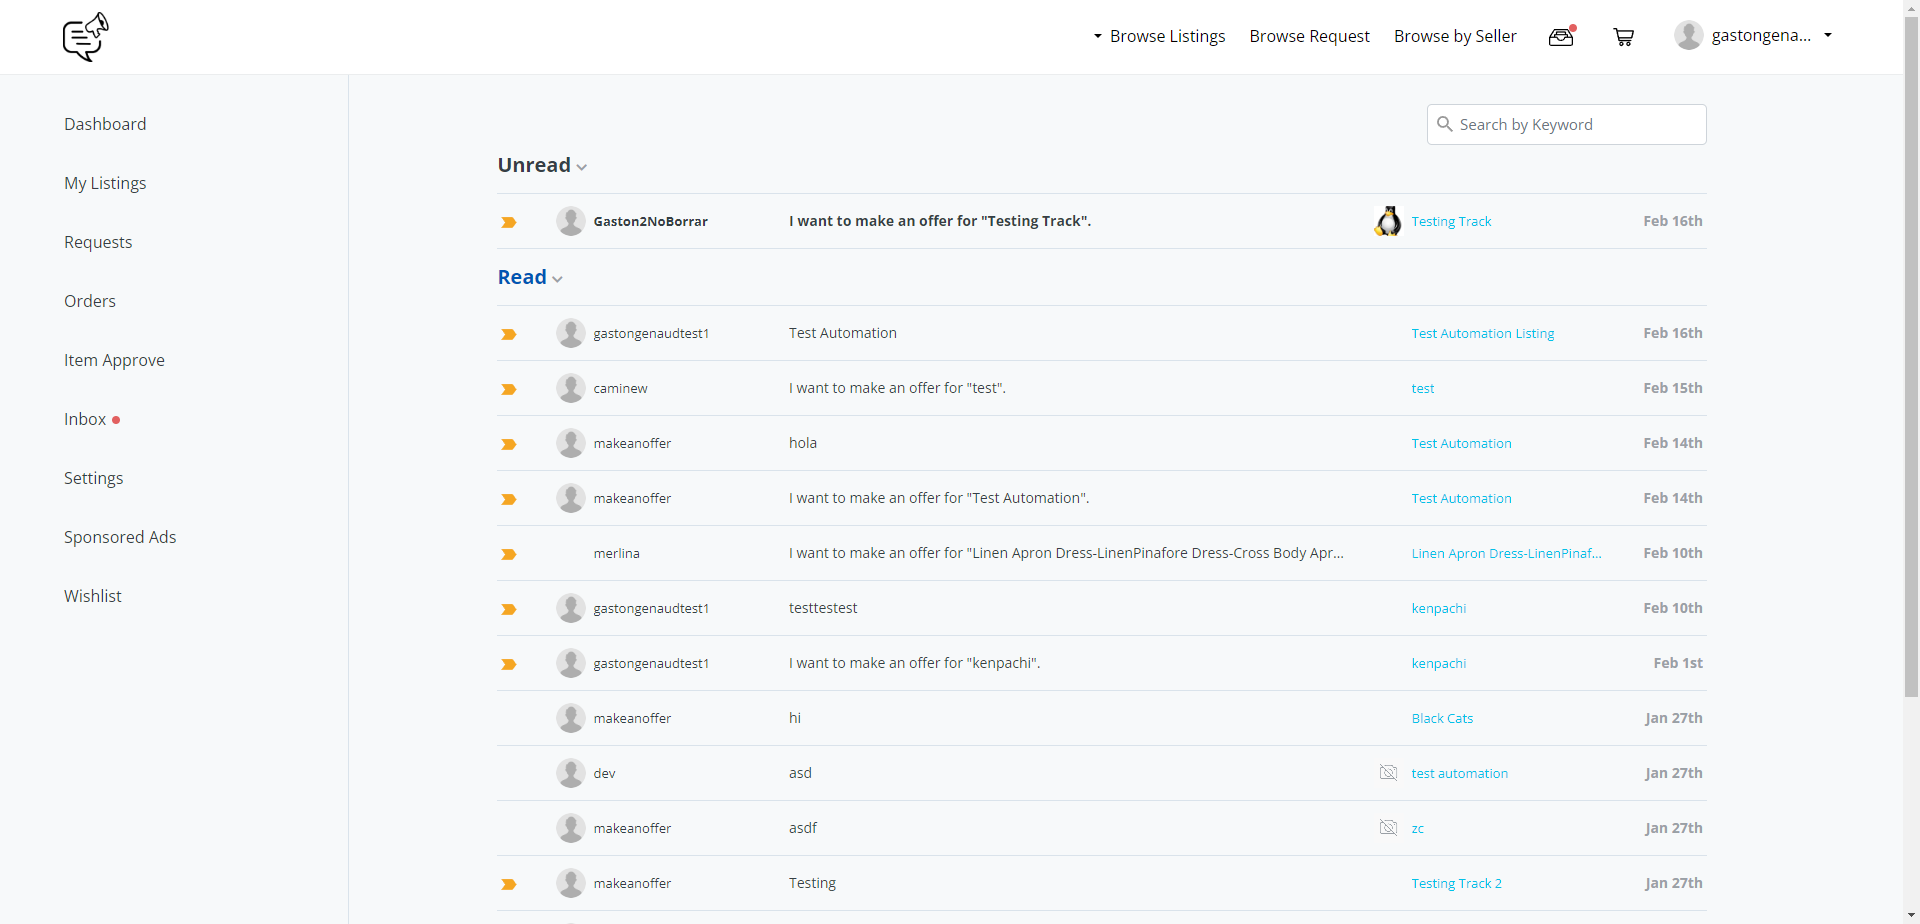 Browse Listings Browse Request Browse by Seller gastongena...
Dashboard
My Listings
Requests
Orders
Item Approve
Inbox
Settings
Sponsored Ads
Wishlist
Search by Keyword
Unread
Gaston2NoBorrar I want to make an offer for "Testing Track". Testing Track Feb 16th
Read
gastongenaudtest1 Test Automation Test Automation Listing Feb 16th
caminew I want to make an offer for "test". test Feb 15th
makeanoffer hola Test Automation Feb 14th
makeanoffer I want to make an offer for "Test Automation". Test Automation Feb 14th
merlina I want to make an offer for "Linen Apron Dress-LinenPinafore Dress-Cross Body Apr... Linen Apron Dress-LinenPinaf... Feb 10th
gastongenaudtest1 testtestest kenpachi Feb 10th
gastongenaudtest1 I want to make an offer for "kenpachi". kenpachi Feb 1st
makeanoffer hi Black Cats Jan 27th
dev asd test automation Jan 27th
makeanoffer asdf zc Jan 27th
makeanoffer Testing Testing Track 2 Jan 27th